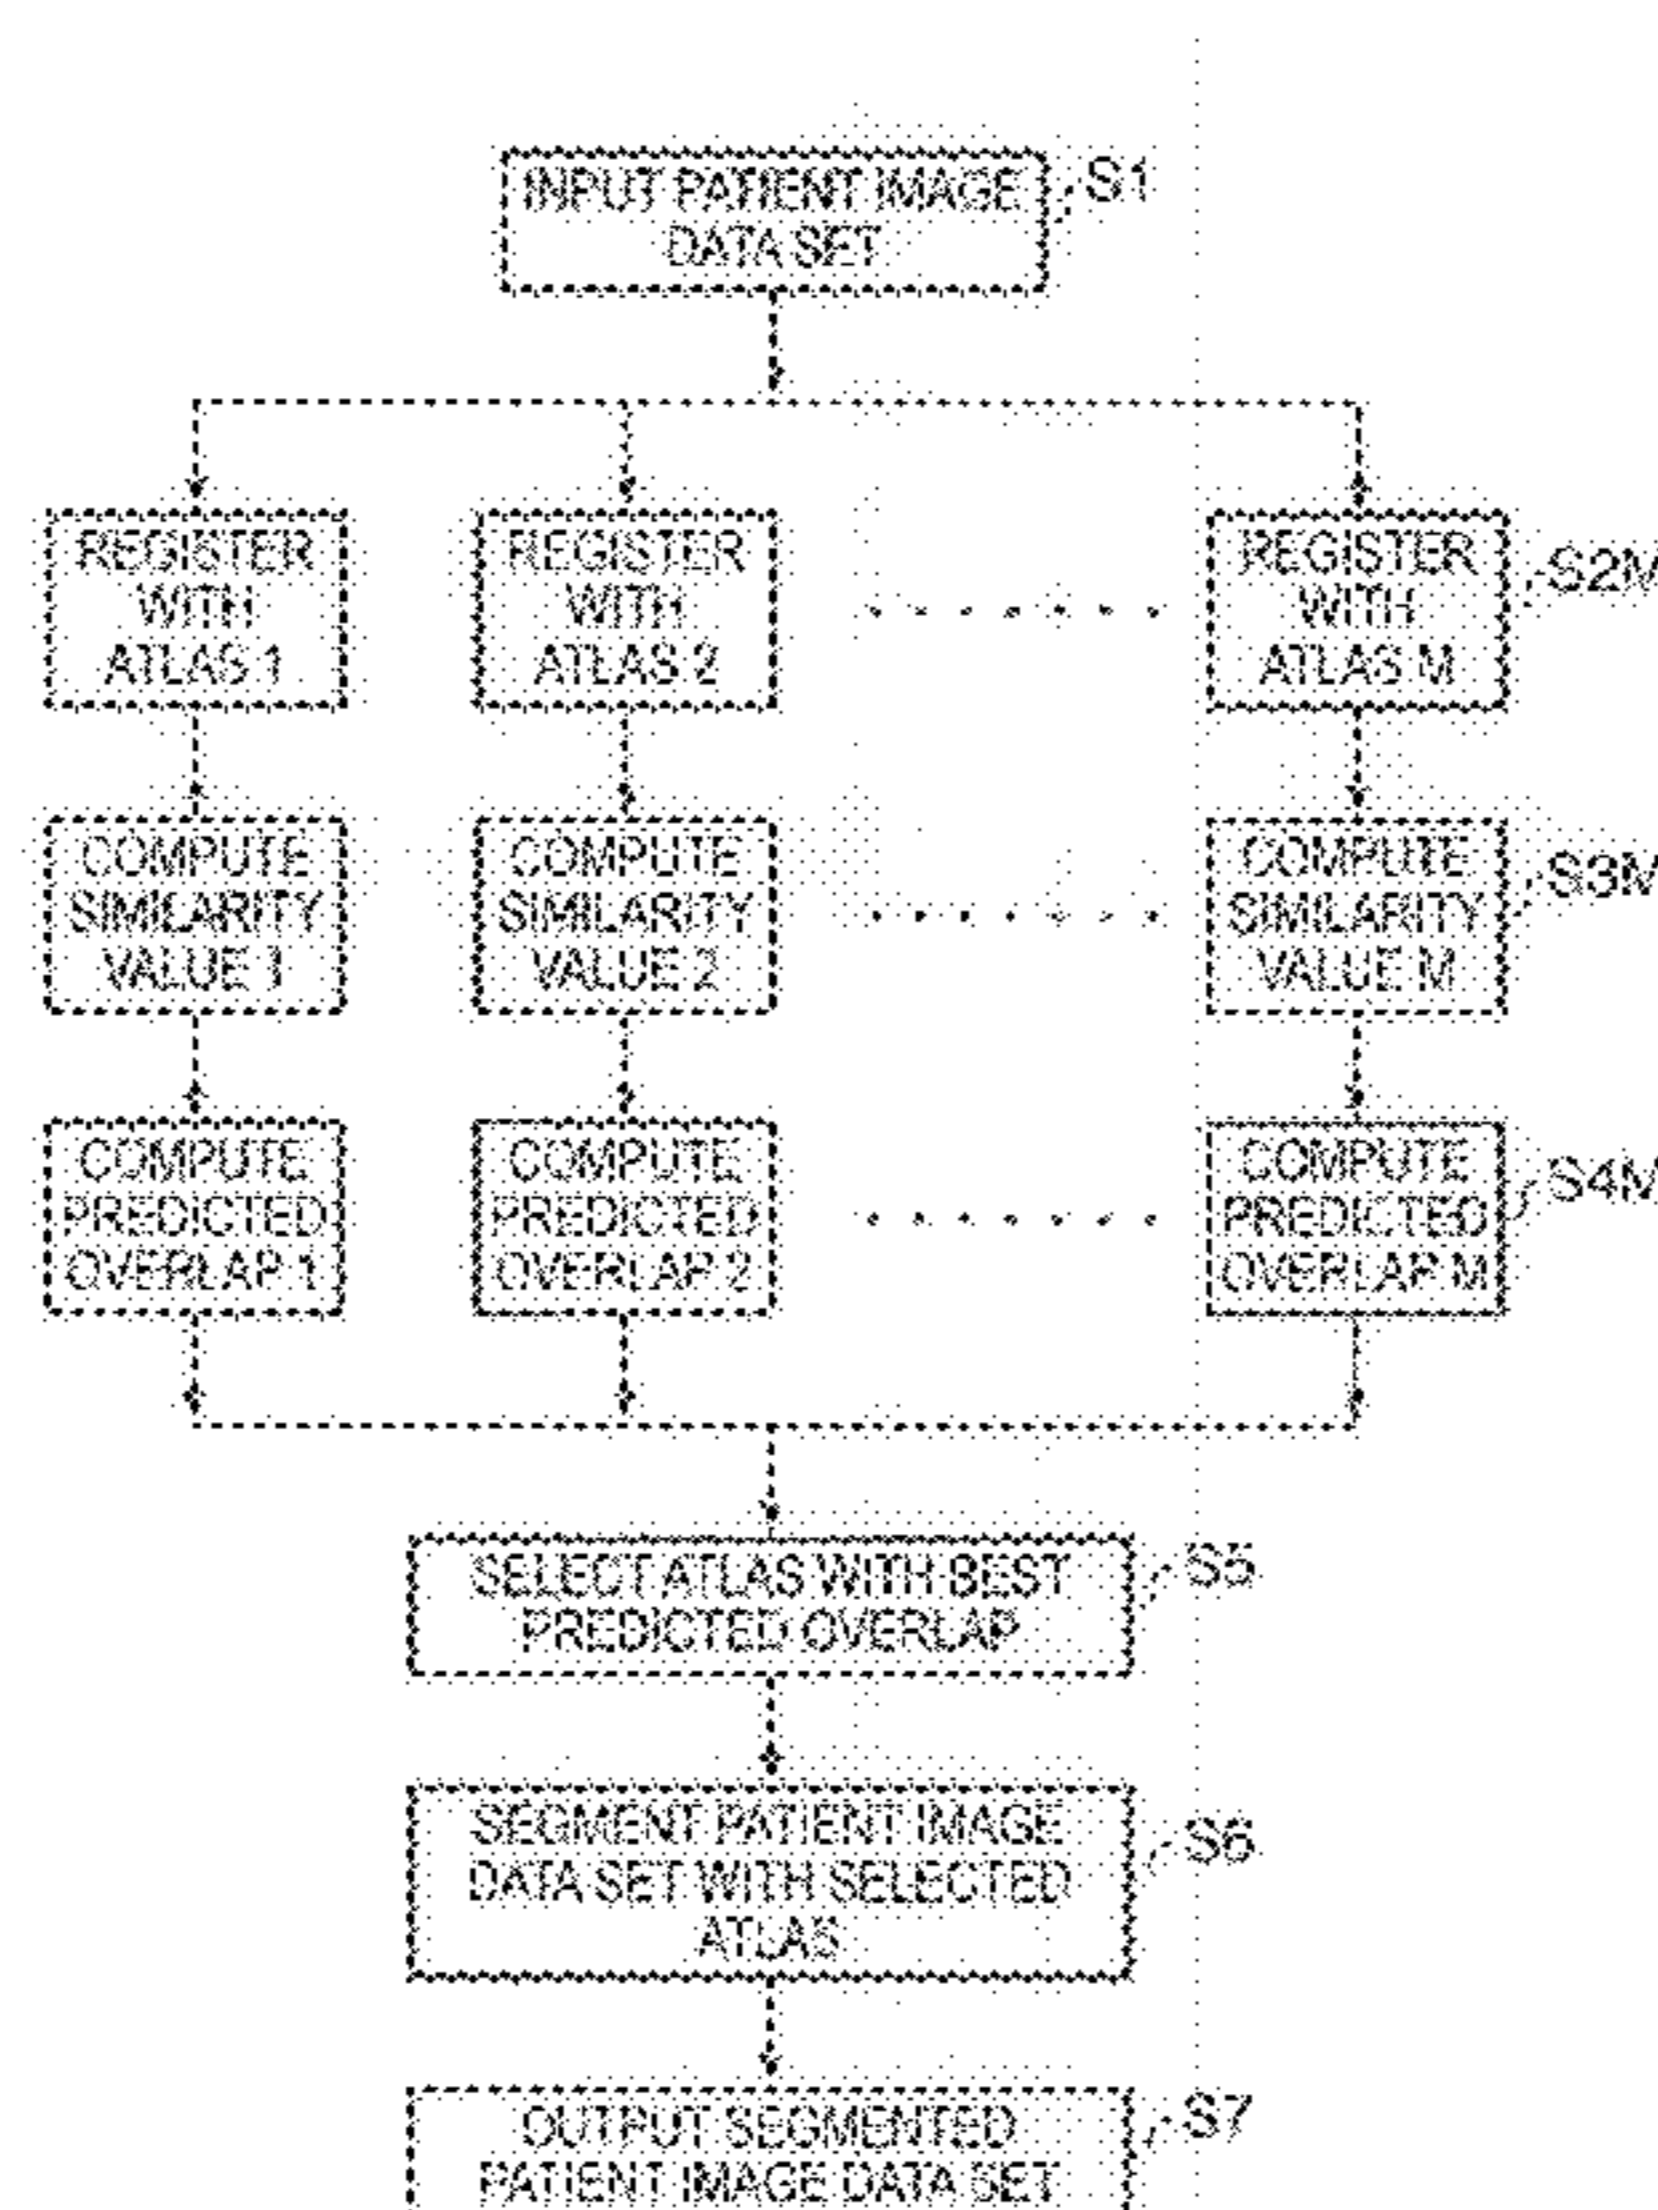 INPUT PATIENT IMAGE
DATA SET
S1
REGISTER
WITH
ATLAS 1
REGISTER
WITH
ATLAS 2
REGISTER
WITH
ATLAS M
S2M
COMPUTE
SIMILARITY
VALUE 1
COMPUTE
SIMILARITY
VALUE 2
COMPUTE
SIMILARITY
VALUE M
S3M
COMPUTE
PREDICTED
OVERLAP 1
COMPUTE
PREDICTED
OVERLAP 2
COMPUTE
PREDICTED
OVERLAP M
S4M
SELECT ATLAS WITH BEST
PREDICTED OVERLAP
S5
SEGMENT PATIENT IMAGE
DATA SET WITH SELECTED
ATLAS
S6
OUTPUT SEGMENTED
PATIENT IMAGE DATA SET
S7